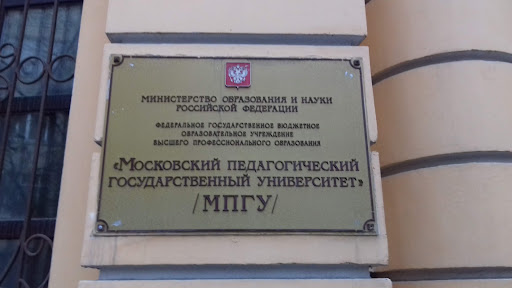 МИНИСТЕРСТВО ОБРАЗОВАНИЯ И НАУКИ
РОССИЙСКОЙ ФЕДЕРАЦИИ
ФЕДЕРАЛЬНОЕ ГОСУДАРСТВЕННОЕ БЮДЖЕТНОЕ
ОБРАЗОВАТЕЛЬНОЕ УЧРЕЖДЕНИЕ
ВЫСШЕГО ПРОФЕССИОНАЛЬНОГО ОБРАЗОВАНИЯ
«МОСКОВСКИЙ ПЕДАГОГИЧЕСКИЙ
ГОСУДАРСТВЕННЫЙ УНИВЕРСИТЕТ»
/МПГУ/